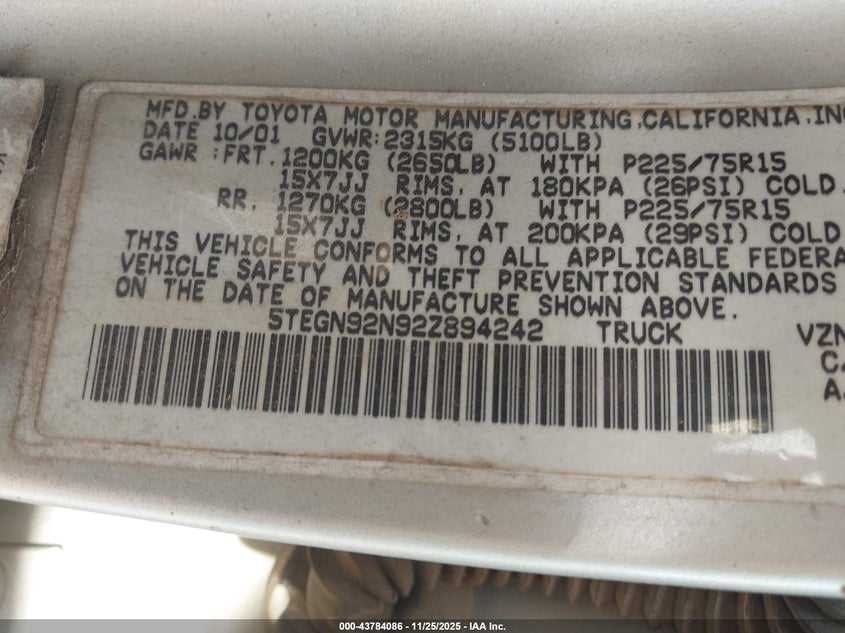 MFD.BY TOYOTA MOTOR MANUFACTURING,CALIFORNIA,INC
DATE 10/01 GVWR:2315KG (5100LB)
GAWR :FRT.1200KG (2650LB) WITH P225/75R15
15X7JJ RIMS, AT 180KPA (26PSI) COLD.
RR. 1270KG (2800LB) WITH P225/75R15
15X7JJ RIMS, AT 200KPA (29PSI) COLD
THIS VEHICLE CONFORMS TO ALL APPLICABLE FEDERA
VEHICLE SAFETY AND THEFT PREVENTION STANDARDS
ON THE DATE OF MANUFACTURE SHOWN ABOVE.
5TEGN92N92Z894242 TRUCK VZN
C
A
000-43784086 - 11/25/2025 - IAA Inc.